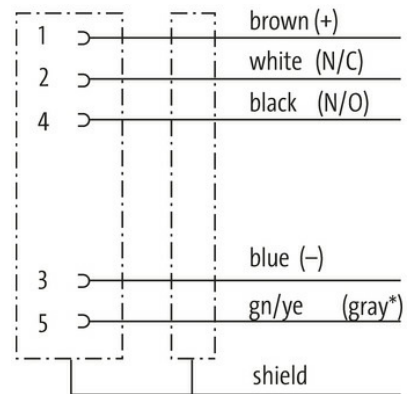 1 brown (+)
2 white (N/C)
4 black (N/O)
3 blue (–)
5 gn/ye (gray*)
shield